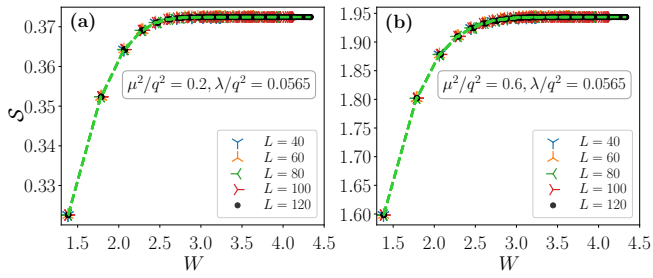 (a)
0.37
0.35
0.34
0.33
S
μ²/q² = 0.2, λ/q² = 0.0565
L = 40
L = 60
L = 80
L = 100
L = 120
1.5 2.0 2.5 3.0 3.5 4.0 4.5
W
(b)
1.95
1.90
1.85
1.80
1.75
1.70
1.65
1.60
μ²/q² = 0.6, λ/q² = 0.0565
L = 40
L = 60
L = 80
L = 100
L = 120
1.5 2.0 2.5 3.0 3.5 4.0 4.5
W